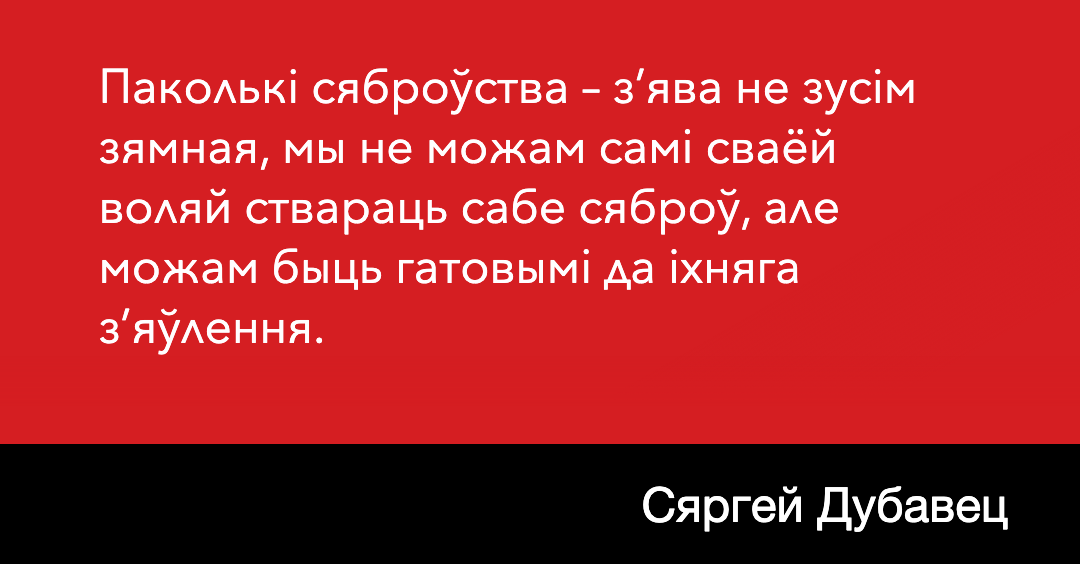 Паколькі сяброўства – з’ява не зусім
зямная, мы не можам самі сваёй
воляй ствараць сабе сяброў, але
можам быць гатовымі да іхняга
з’яўлення.
Сяргей Дубавец